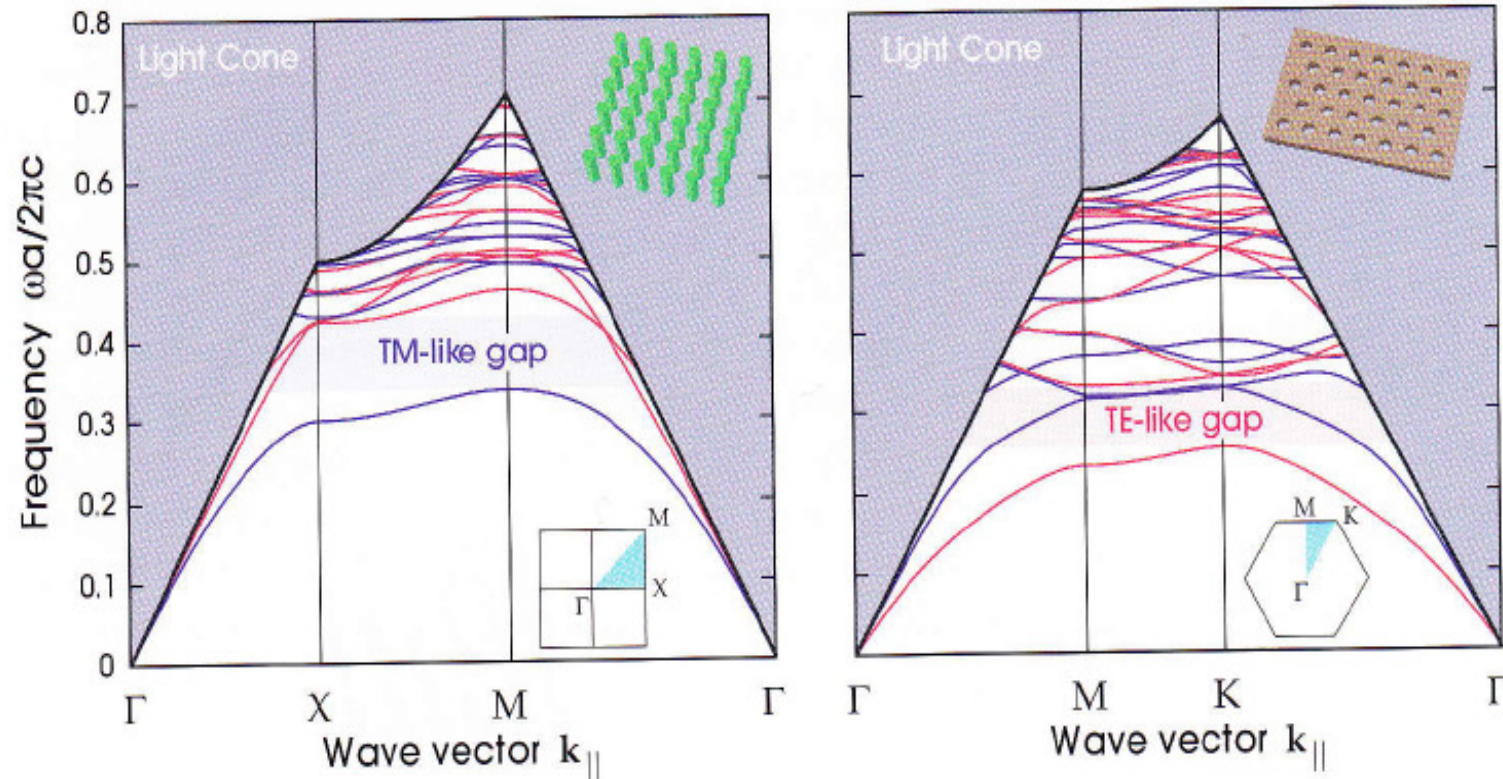 0.8
0.7
0.6
0.5
0.4
0.3
0.2
0.1
0
Frequency ωa/2πc
Light Cone
TM-like gap
M
X
Γ
Γ X M Γ
Wave vector k||
Light Cone
TE-like gap
M K
Γ
Γ M K Γ
Wave vector k||